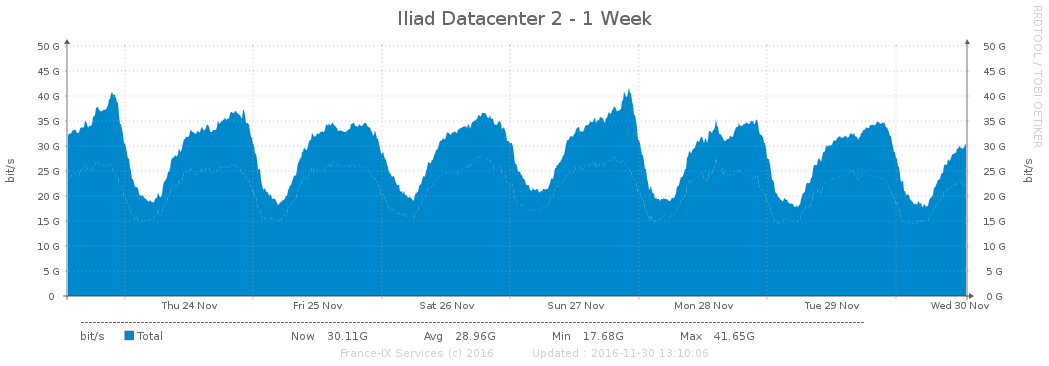 Iliad Datacenter 2 - 1 Week
RRDTOOL / TOBI OETIKER
50 G 50 G
45 G 45 G
40 G 40 G
35 G 35 G
30 G 30 G
25 G 25 G
20 G 20 G
15 G 15 G
10 G 10 G
5 G 5 G
0 0 G
bit/s bit/s
Thu 24 Nov Fri 25 Nov Sat 26 Nov Sun 27 Nov Mon 28 Nov Tue 29 Nov Wed 30 Nov
bit/s Total Now 30.11G Avg 28.96G Min 17.68G Max 41.65G
France-IX Services (c) 2016 Updated : 2016-11-30 13:10:06